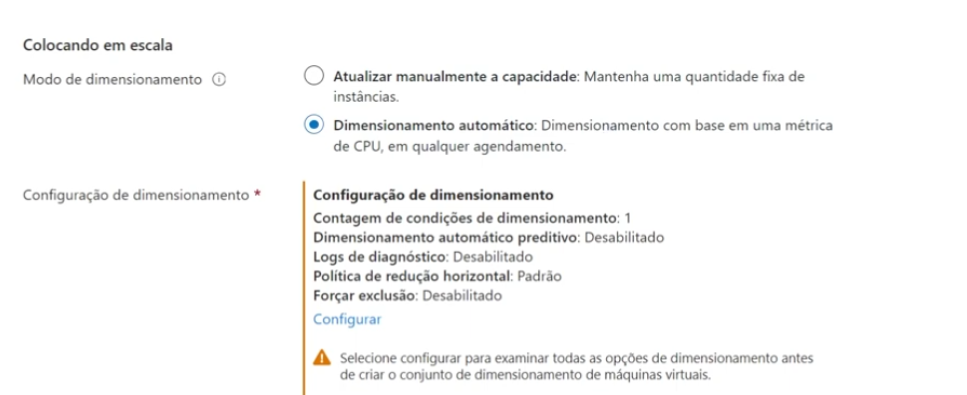 Colocando em escala
Modo de dimensionamento
Atualizar manualmente a capacidade: Mantenha uma quantidade fixa de
instâncias.
Dimensionamento automático: Dimensionamento com base em uma métrica
de CPU, em qualquer agendamento.
Configuração de dimensionamento *
Configuração de dimensionamento
Contagem de condições de dimensionamento: 1
Dimensionamento automático preditivo: Desabilitado
Logs de diagnóstico: Desabilitado
Política de redução horizontal: Padrão
Forçar exclusão: Desabilitado
Configurar
Selecione configurar para examinar todas as opções de dimensionamento antes
de criar o conjunto de dimensionamento de máquinas virtuais.